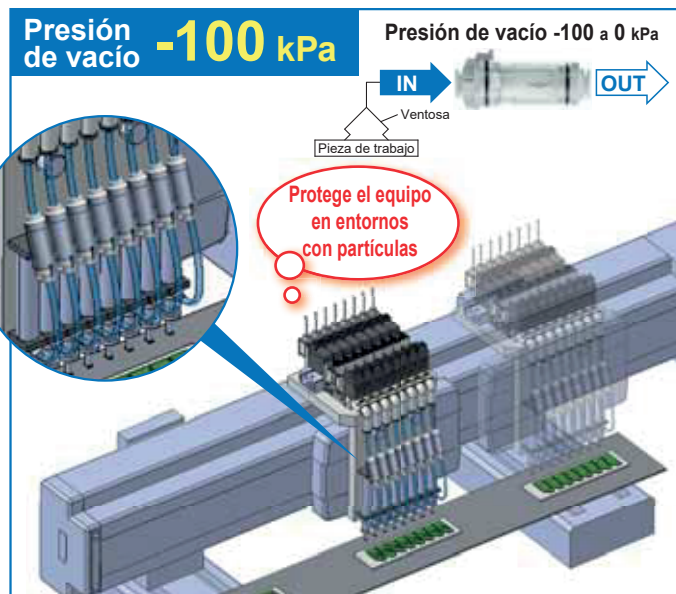 Presión
de vacío -100 kPa
Presión de vacío -100 a 0 kPa
IN
OUT
Ventosa
Pieza de trabajo
Protege el equipo
en entornos
con partículas